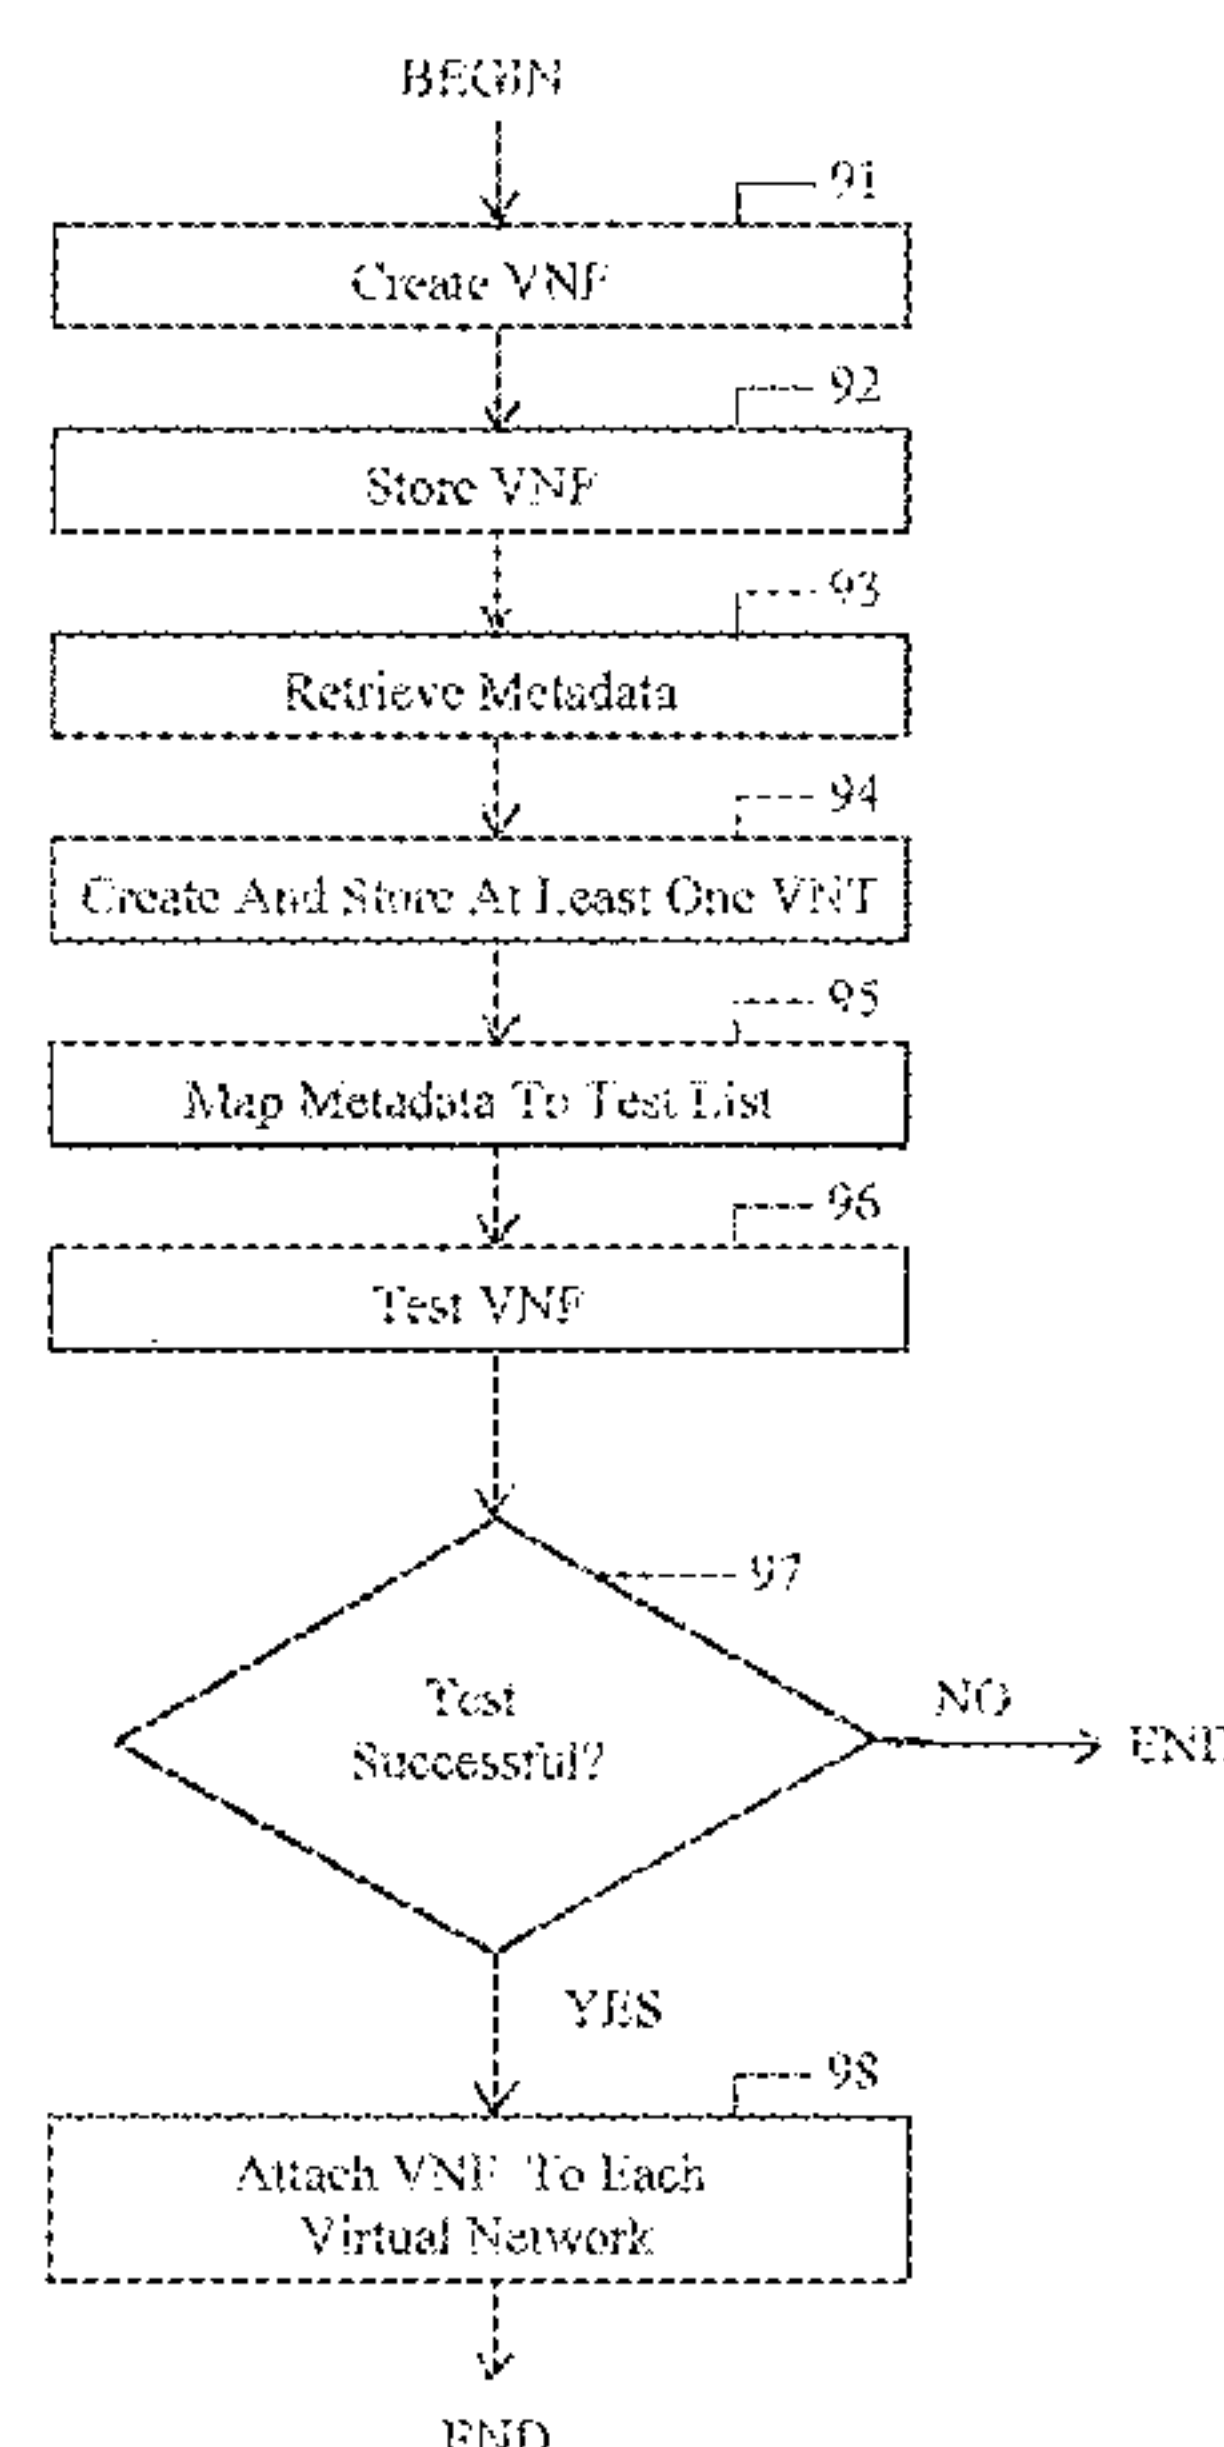 BEGIN
91
Create VNF
92
Store VNF
93
Retrieve Metadata
94
Create And Store At Least One VNT
95
Map Metadata To Test List
96
Test VNF
97
Test
Successful?
NO
END
YES
98
Attach VNF To Each
Virtual Network
END